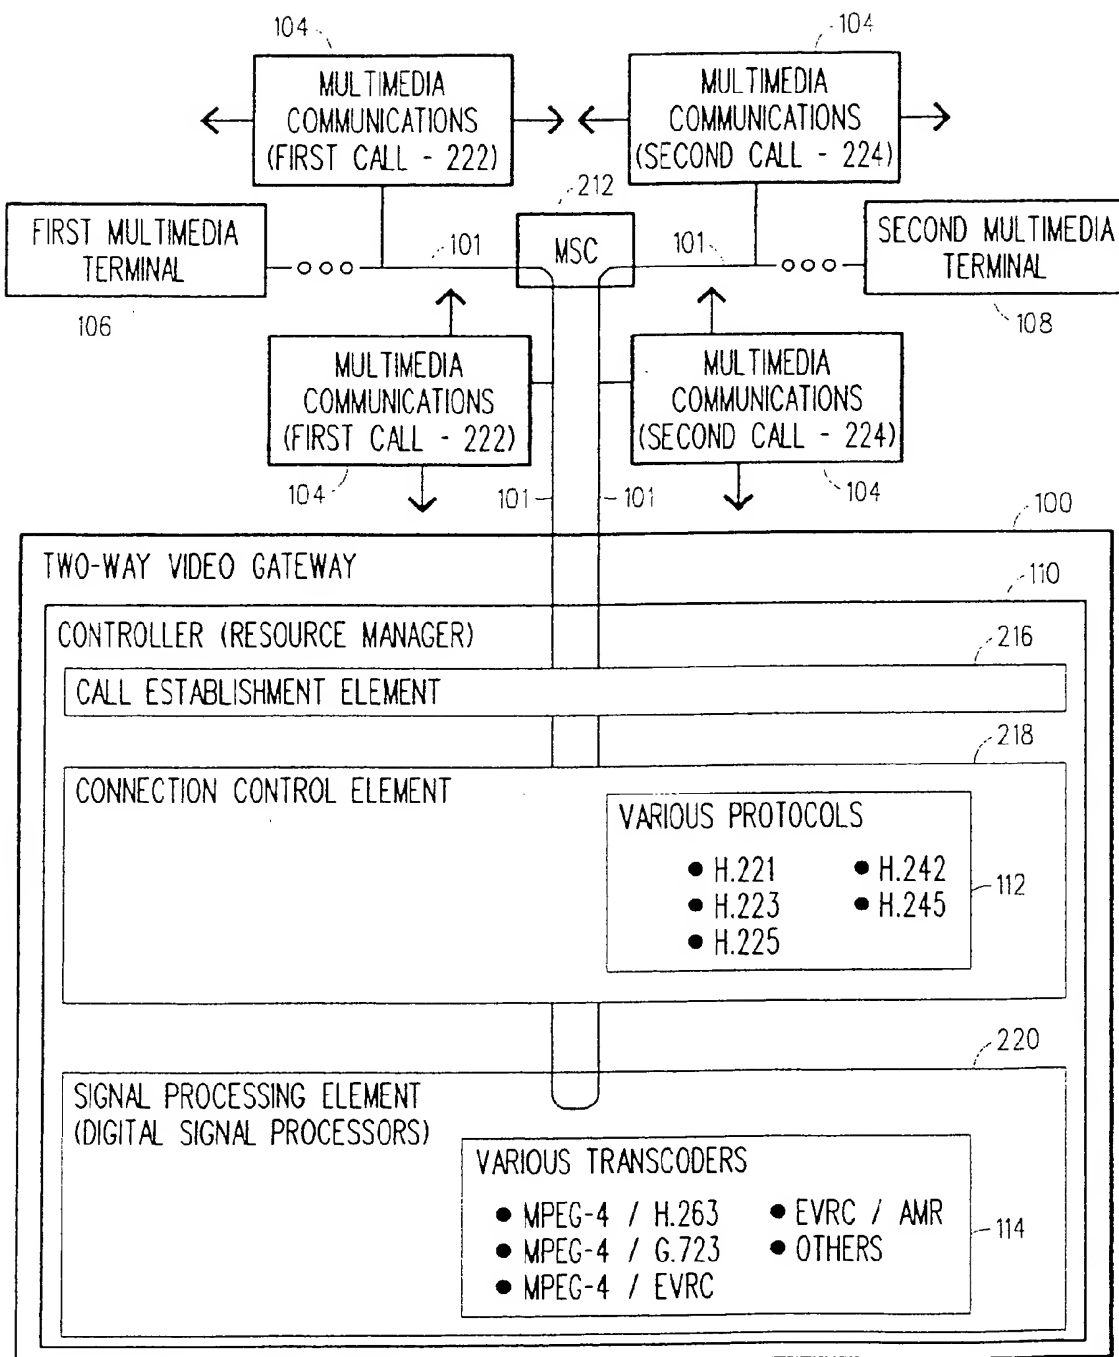 104
104
MULTIMEDIA
COMMUNICATIONS
(FIRST CALL - 222)
MULTIMEDIA
COMMUNICATIONS
(SECOND CALL - 224)
212
FIRST MULTIMEDIA
TERMINAL
101
MSC
101
SECOND MULTIMEDIA
TERMINAL
106
108
MULTIMEDIA
COMMUNICATIONS
(FIRST CALL - 222)
MULTIMEDIA
COMMUNICATIONS
(SECOND CALL - 224)
104
101
101
104
100
TWO-WAY VIDEO GATEWAY
110
CONTROLLER (RESOURCE MANAGER)
216
CALL ESTABLISHMENT ELEMENT
218
CONNECTION CONTROL ELEMENT
VARIOUS PROTOCOLS
● H.221
● H.242
● H.223
● H.245
● H.225
112
220
SIGNAL PROCESSING ELEMENT
(DIGITAL SIGNAL PROCESSORS)
VARIOUS TRANSCODERS
● MPEG-4 / H.263
● EVRC / AMR
● MPEG-4 / G.723
● OTHERS
● MPEG-4 / EVRC
114